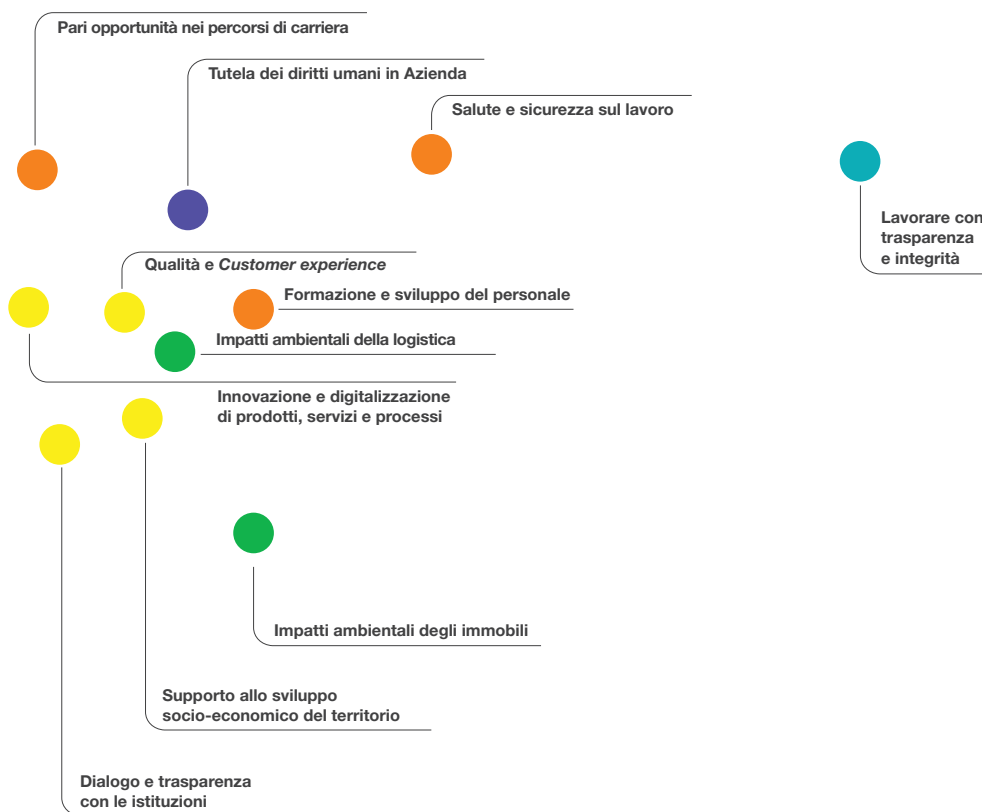 Pari opportunità nei percorsi di carriera
Tutela dei diritti umani in Azienda
Salute e sicurezza sul lavoro
Lavorare con
trasparenza
e integrità
Qualità e Customer experience
Formazione e sviluppo del personale
Impatti ambientali della logistica
Innovazione e digitalizzazione
di prodotti, servizi e processi
Impatti ambientali degli immobili
Supporto allo sviluppo
socio-economico del territorio
Dialogo e trasparenza
con le istituzioni